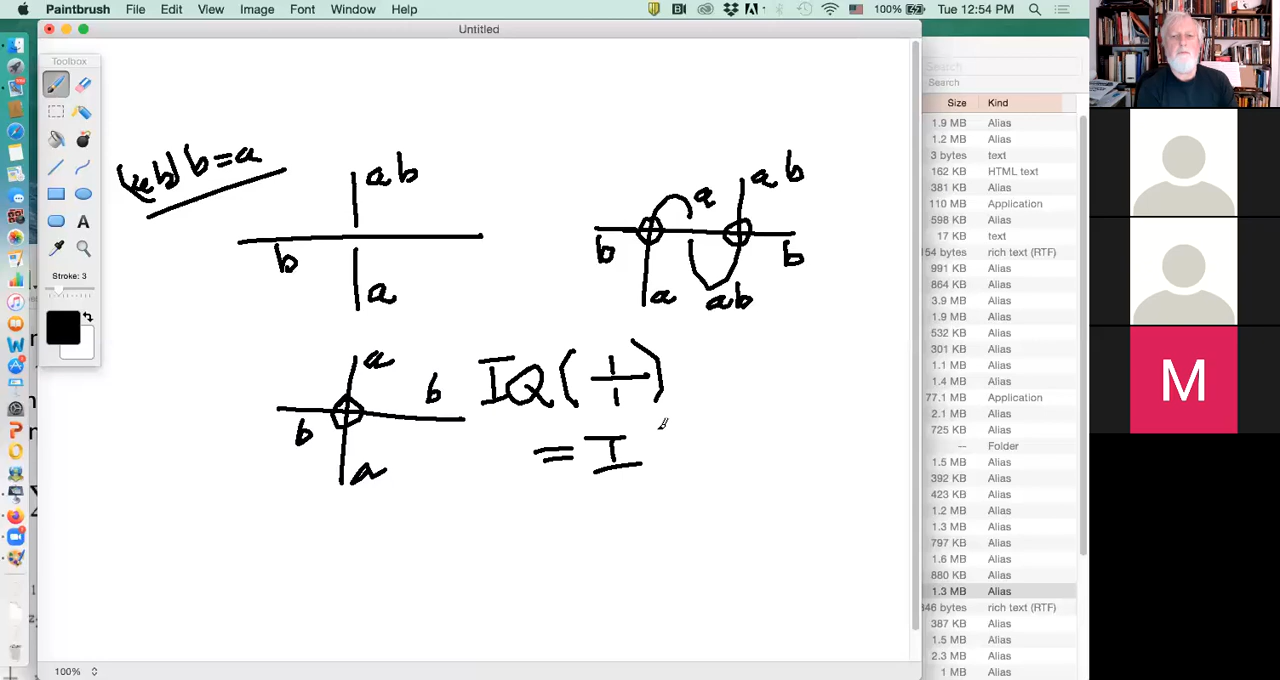 Paintbrush File Edit View Image Font Window Help 100% Tue 12:54 PM
Untitled
Toolbox
A
Stroke: 3
(ab)b=a
ab
b
a
a
ab
b
a
ab
b
a
b
b
a
IQ( )
= I
100%
Search
Search
Size Kind
1.9 MB Alias
1.2 MB Alias
3 bytes text
162 KB HTML text
381 KB Alias
110 MB Application
598 KB Alias
17 KB text
154 bytes rich text (RTF)
991 KB Alias
864 KB Alias
3.9 MB Alias
1.9 MB Alias
532 KB Alias
301 KB Alias
1.1 MB Alias
1.4 MB Alias
77.1 MB Application
2.1 MB Alias
725 KB Alias
-- Folder
1.5 MB Alias
392 KB Alias
423 KB Alias
1.2 MB Alias
1.3 MB Alias
797 KB Alias
1.6 MB Alias
880 KB Alias
1.3 MB Alias
346 bytes rich text (RTF)
387 KB Alias
1.5 MB Alias
2.3 MB Alias
1 MB Alias
M